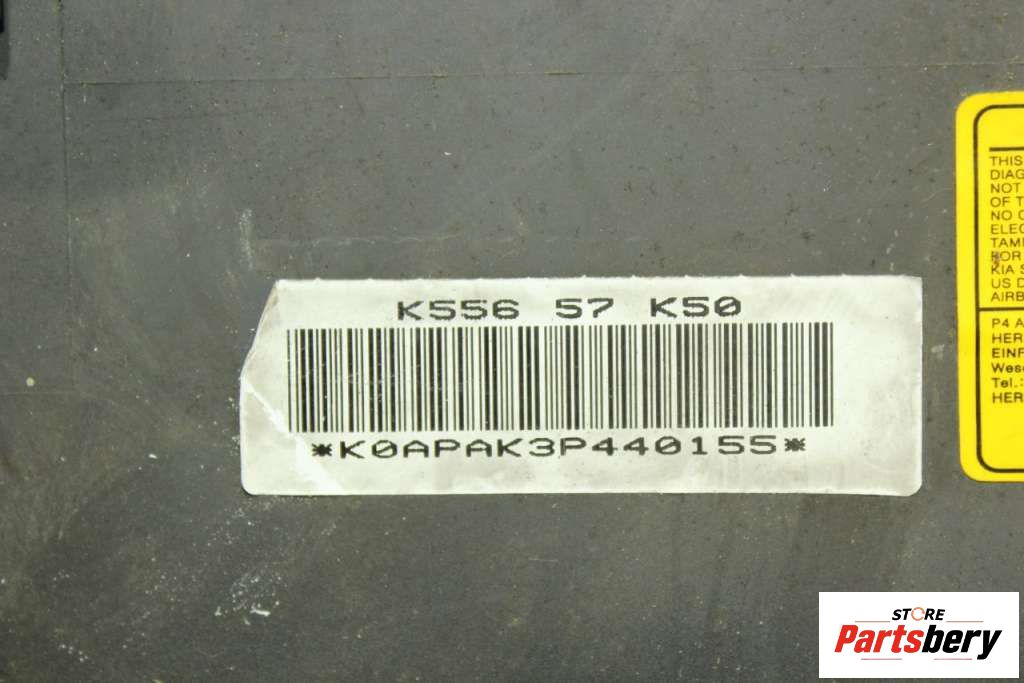 K556 57 K50
*K0APAK3P440155*
THIS
DIAG
NOT
OF T
NO C
ELEC
TAMI
FOR
KIA S
US D
AIRB
P4 A
HER
EINF
Wese
Tel.:
HER
STORE
Partsbery